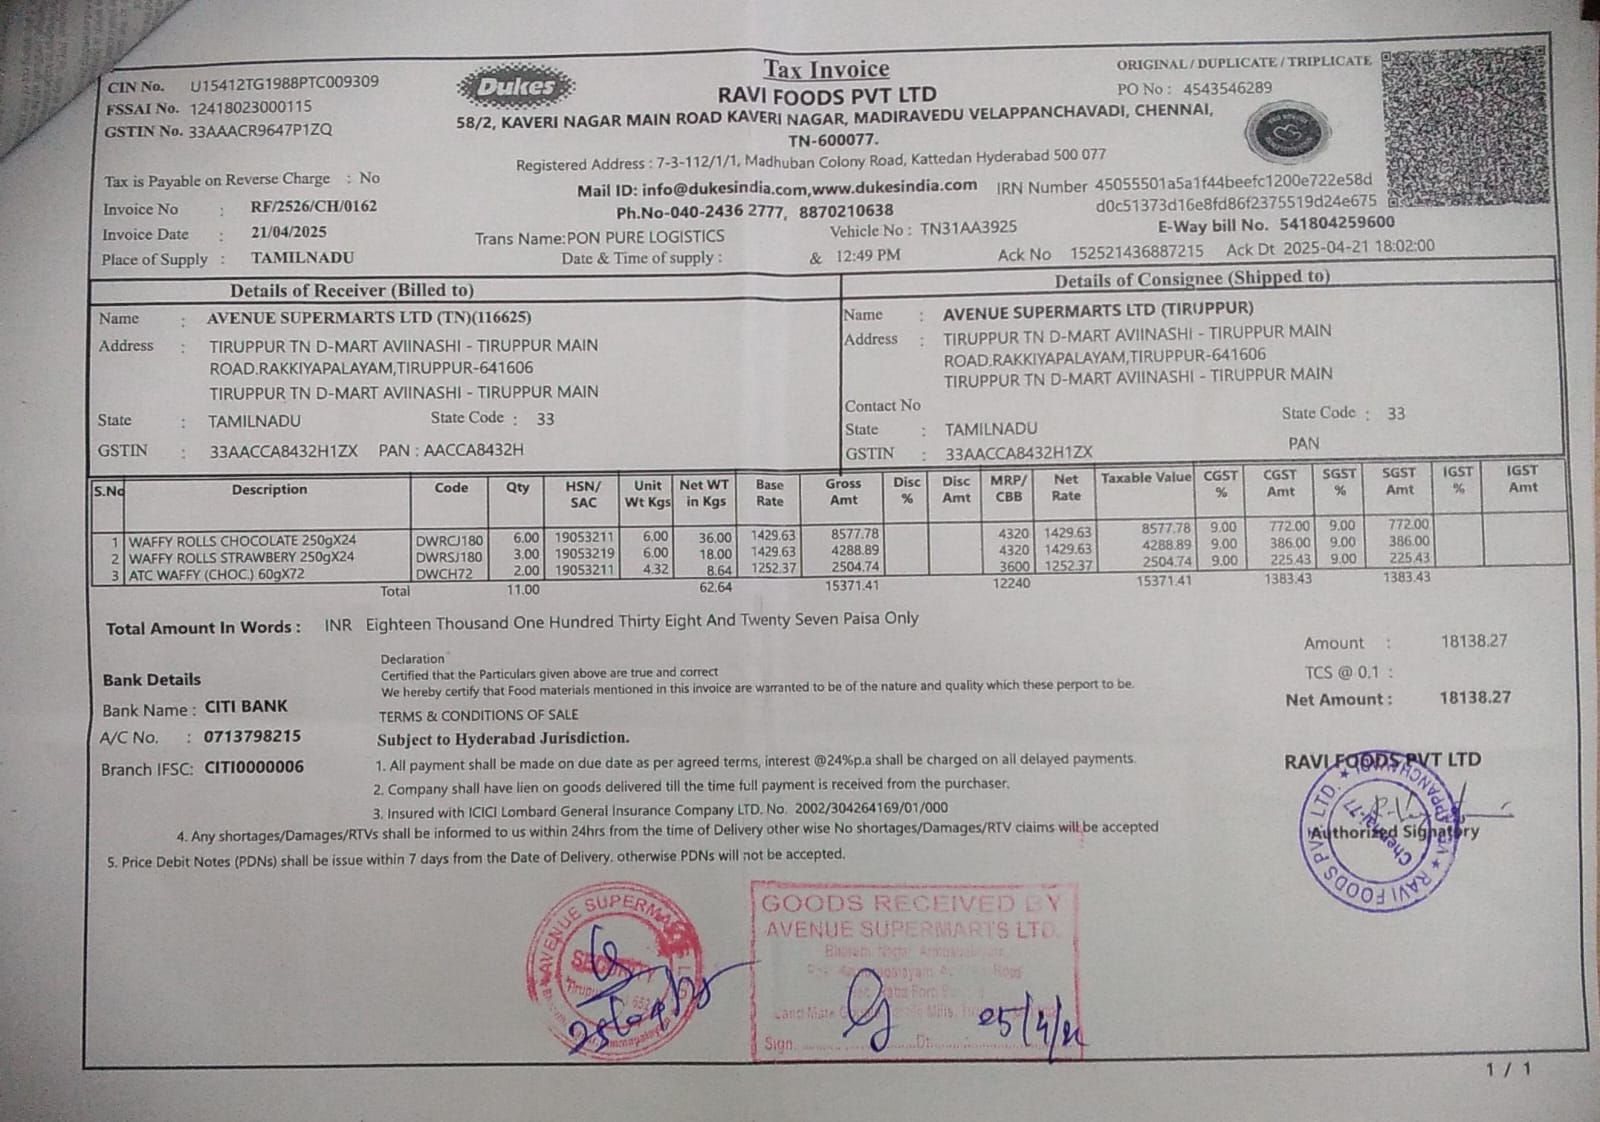 Tax Invoice
ORIGINAL / DUPLICATE / TRIPLICATE
CIN No. U15412TG1988PTC009309
Dukes
RAVI FOODS PVT LTD
PO No : 4543546289
FSSAI No. 12418023000115
58/2, KAVERI NAGAR MAIN ROAD KAVERI NAGAR, MADIRAVEDU VELAPPANCHAVADI, CHENNAI,
GSTIN No. 33AAACR9647P1ZQ
TN-600077.
Registered Address : 7-3-112/1/1, Madhuban Colony Road, Kattedan Hyderabad 500 077
Tax is Payable on Reverse Charge : No
Mail ID: info@dukesindia.com,www.dukesindia.com
IRN Number 45055501a5a1f44beefc1200e722e58d
d0c51373d16e8fd86f2375519d24e675
Invoice No : RF/2526/CH/0162
Ph.No-040-2436 2777, 8870210638
E-Way bill No. 541804259600
Invoice Date : 21/04/2025
Trans Name:PON PURE LOGISTICS
Vehicle No : TN31AA3925
Place of Supply : TAMILNADU
Date & Time of supply : & 12:49 PM
Ack No 152521436887215 Ack Dt 2025-04-21 18:02:00
Details of Receiver (Billed to)
Name : AVENUE SUPERMARTS LTD (TN)(116625)
Address : TIRUPPUR TN D-MART AVIINASHI - TIRUPPUR MAIN
ROAD.RAKKIYAPALAYAM,TIRUPPUR-641606
TIRUPPUR TN D-MART AVIINASHI - TIRUPPUR MAIN
State : TAMILNADU State Code : 33
GSTIN : 33AACCA8432H1ZX PAN : AACCA8432H
Details of Consignee (Shipped to)
Name : AVENUE SUPERMARTS LTD (TIRUPPUR)
Address : TIRUPPUR TN D-MART AVIINASHI - TIRUPPUR MAIN
ROAD.RAKKIYAPALAYAM,TIRUPPUR-641606
TIRUPPUR TN D-MART AVIINASHI - TIRUPPUR MAIN
Contact No
State Code : 33
State : TAMILNADU
PAN
GSTIN : 33AACCA8432H1ZX
S.No Description Code Qty HSN/ SAC Unit Wt Kgs Net WT in Kgs Base Rate Gross Amt Disc % Disc Amt MRP/ CBB Net Rate Taxable Value CGST % CGST Amt SGST % SGST Amt IGST % IGST Amt
1 WAFFY ROLLS CHOCOLATE 250gX24 DWRCJ180 6.00 19053211 6.00 36.00 1429.63 8577.78 4320 1429.63 8577.78 9.00 772.00 9.00 772.00
2 WAFFY ROLLS STRAWBERY 250gX24 DWRSJ180 3.00 19053219 6.00 18.00 1429.63 4288.89 4320 1429.63 4288.89 9.00 386.00 9.00 386.00
3 ATC WAFFY (CHOC.) 60gX72 DWCH72 2.00 19053211 4.32 8.64 1252.37 2504.74 3600 1252.37 2504.74 9.00 225.43 9.00 225.43
Total 11.00 62.64 15371.41 12240 15371.41 1383.43 1383.43
Total Amount In Words : INR Eighteen Thousand One Hundred Thirty Eight And Twenty Seven Paisa Only
Amount : 18138.27
TCS @ 0.1 :
Net Amount : 18138.27
Declaration
Certified that the Particulars given above are true and correct
We hereby certify that Food materials mentioned in this invoice are warranted to be of the nature and quality which these perport to be.
Bank Details
Bank Name : CITI BANK
A/C No. : 0713798215
Branch IFSC: CITI0000006
TERMS & CONDITIONS OF SALE
Subject to Hyderabad Jurisdiction.
1. All payment shall be made on due date as per agreed terms, interest @24%p.a shall be charged on all delayed payments.
2. Company shall have lien on goods delivered till the time full payment is received from the purchaser.
3. Insured with ICICI Lombard General Insurance Company LTD. No. 2002/304264169/01/000
4. Any shortages/Damages/RTVs shall be informed to us within 24hrs from the time of Delivery other wise No shortages/Damages/RTV claims will be accepted
5. Price Debit Notes (PDNs) shall be issue within 7 days from the Date of Delivery. otherwise PDNs will not be accepted.
RAVI FOODS PVT LTD
Authorized Signatory
RAVI FOODS PVT. LTD.
Chennai-77
AVENUE SUPERMA
SECURITY
GOODS RECEIVED BY
AVENUE SUPERMARTS LTD.
Road
Sign. Dt.
25/4/2
1 / 1